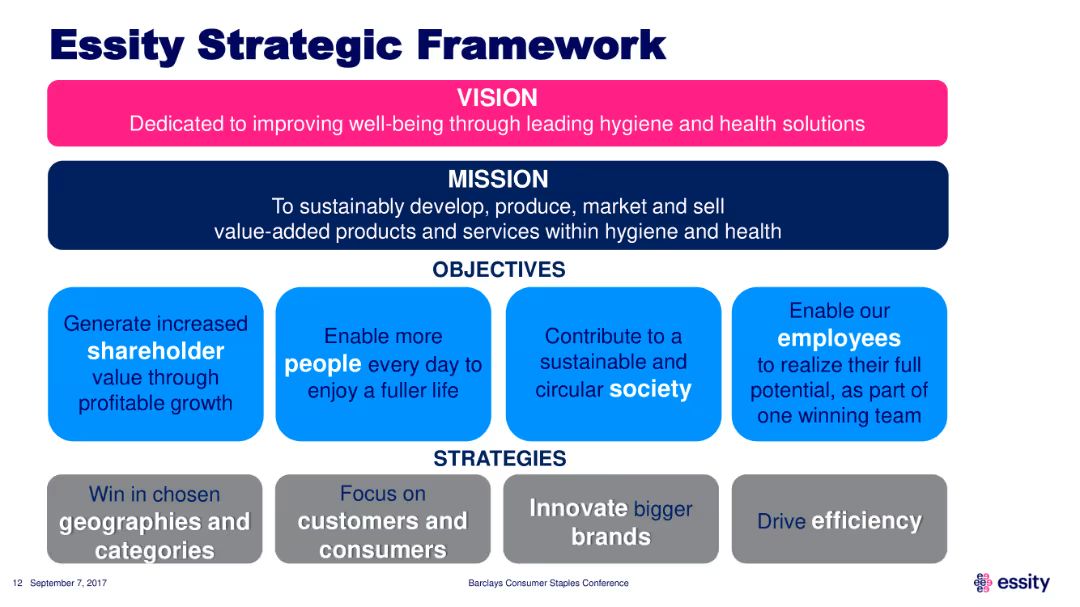 Essity Strategic Framework
VISION
Dedicated to improving well-being through leading hygiene and health solutions
MISSION
To sustainably develop, produce, market and sell
value-added products and services within hygiene and health
OBJECTIVES
Generate increased
shareholder
value through
profitable growth
Enable more
people every day to
enjoy a fuller life
Contribute to a
sustainable and
circular society
Enable our
employees
to realize their full
potential, as part of
one winning team
STRATEGIES
Win in chosen
geographies and
categories
Focus on
customers and
consumers
Innovate bigger
brands
Drive efficiency
12 September 7, 2017
Barclays Consumer Staples Conference
essity